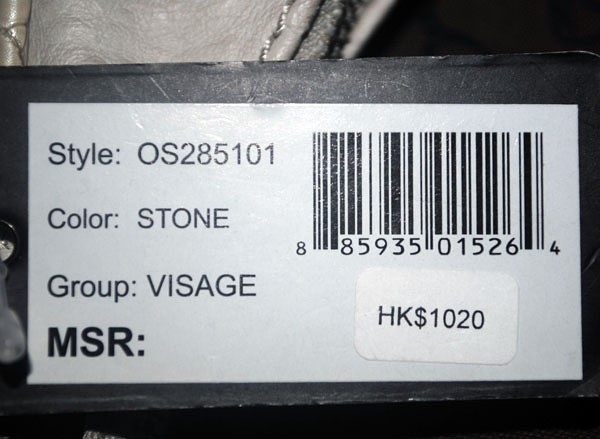 Style: OS285101
Color: STONE
8 85935 01526 4
Group: VISAGE
HK$1020
MSR: